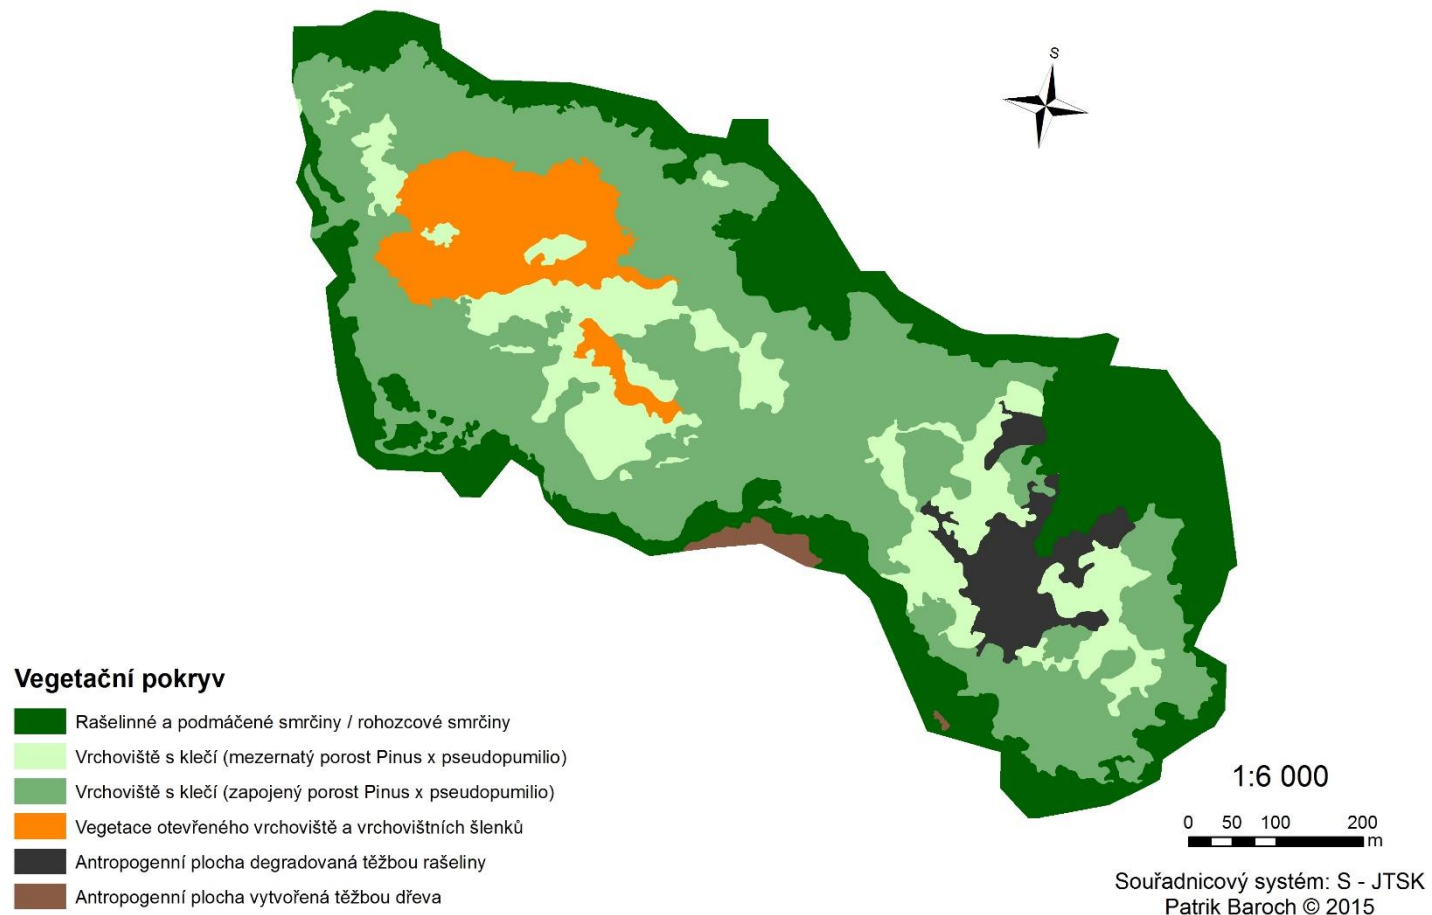 S
Vegetační pokryv
Rašelinné a podmáčené smrčiny / rohozcové smrčiny
Vrchoviště s klečí (mezernatý porost Pinus x pseudopumilio)
Vrchoviště s klečí (zapojený porost Pinus x pseudopumilio)
Vegetace otevřeného vrchoviště a vrchovištních šlenků
Antropogenní plocha degradovaná těžbou rašeliny
Antropogenní plocha vytvořená těžbou dřeva
1:6 000
0 50 100 200
m
Souřadnicový systém: S - JTSK
Patrik Baroch © 2015